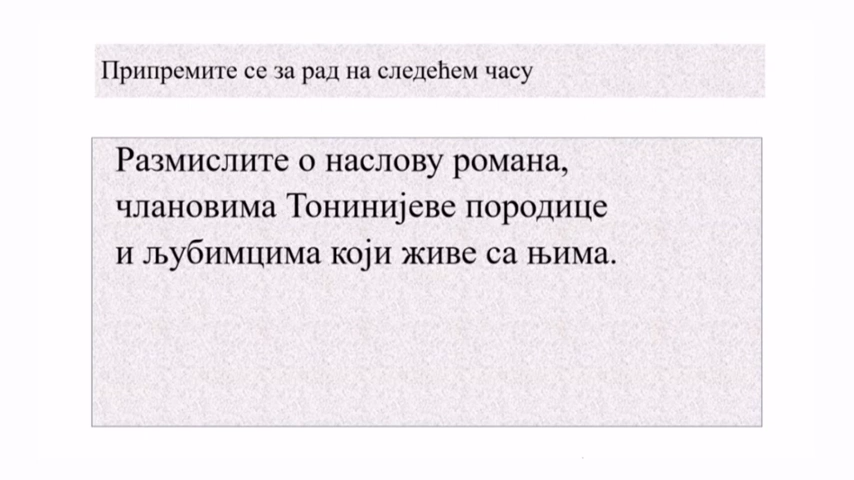 Припремите се за рад на следећем часу
Размислите о наслову романа,
члановима Тонинијеве породице
и љубимцима који живе са њима.